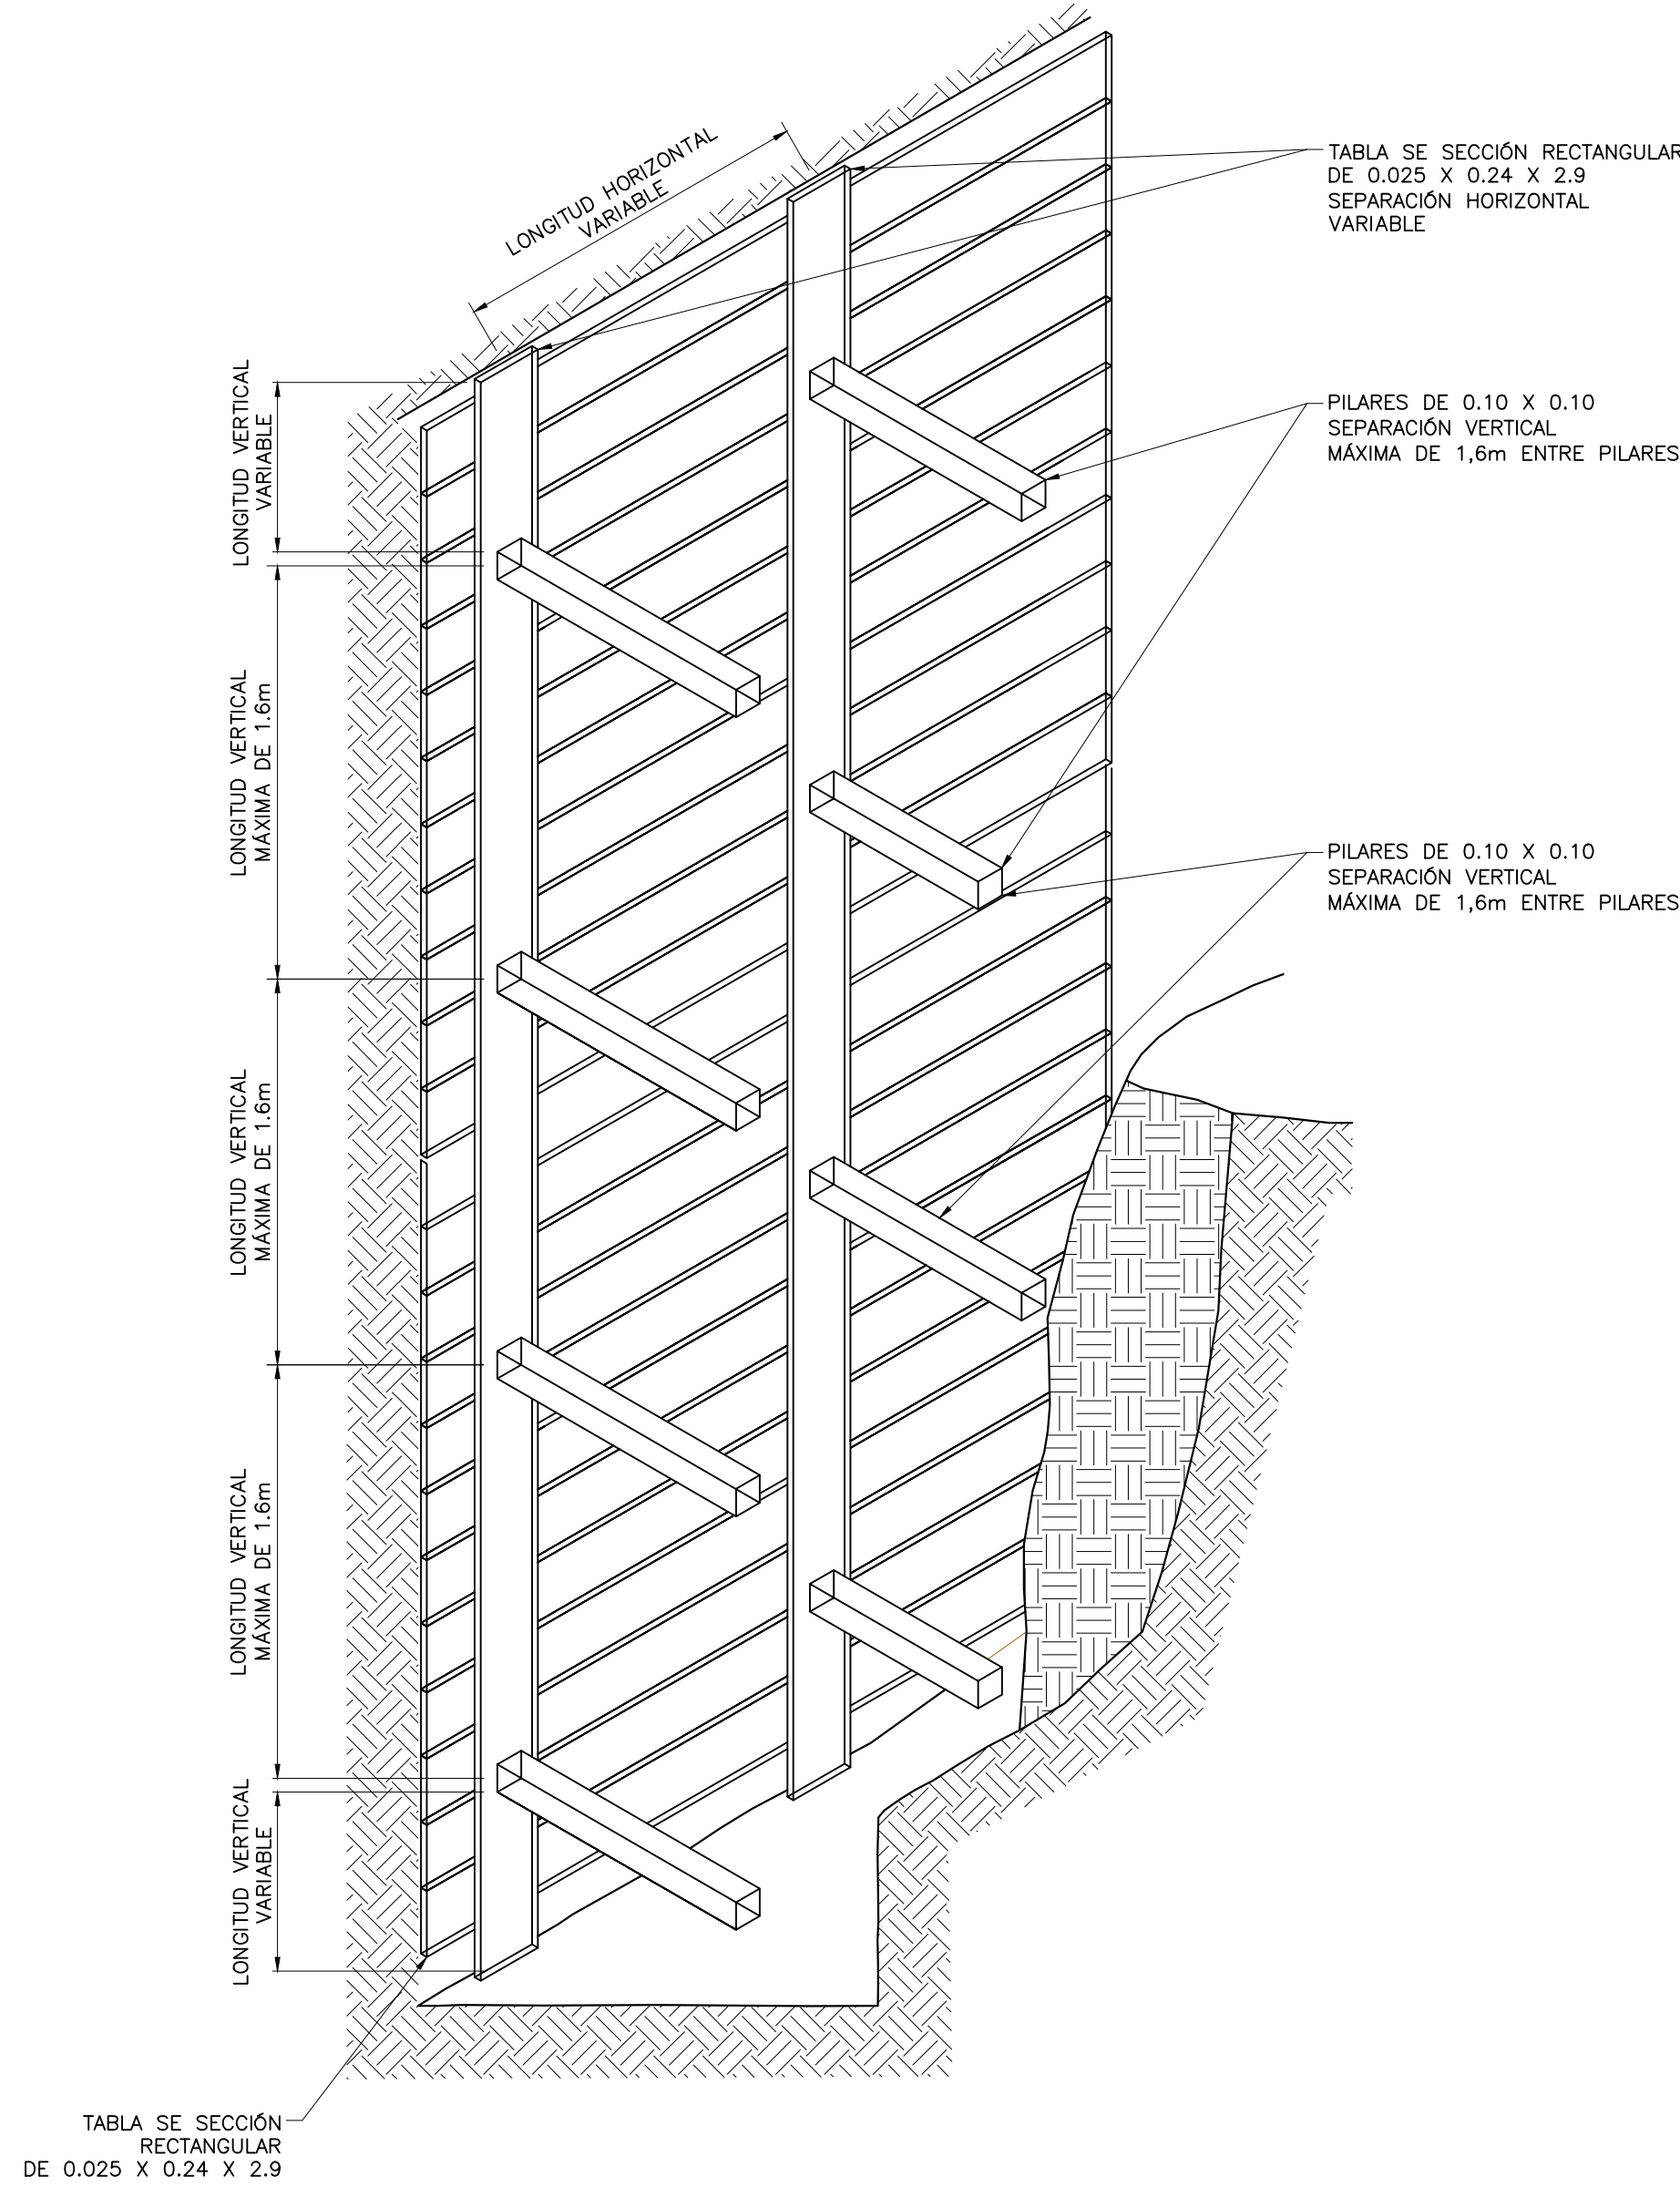 LONGITUD HORIZONTAL
VARIABLE
TABLA SE SECCIÓN RECTANGULAR
DE 0.025 X 0.24 X 2.9
SEPARACIÓN HORIZONTAL
VARIABLE
LONGITUD VERTICAL
VARIABLE
PILARES DE 0.10 X 0.10
SEPARACIÓN VERTICAL
MÁXIMA DE 1,6m ENTRE PILARES
LONGITUD VERTICAL
MÁXIMA DE 1.6m
PILARES DE 0.10 X 0.10
SEPARACIÓN VERTICAL
MÁXIMA DE 1,6m ENTRE PILARES
LONGITUD VERTICAL
MÁXIMA DE 1.6m
LONGITUD VERTICAL
MÁXIMA DE 1.6m
LONGITUD VERTICAL
VARIABLE
TABLA SE SECCIÓN
RECTANGULAR
DE 0.025 X 0.24 X 2.9